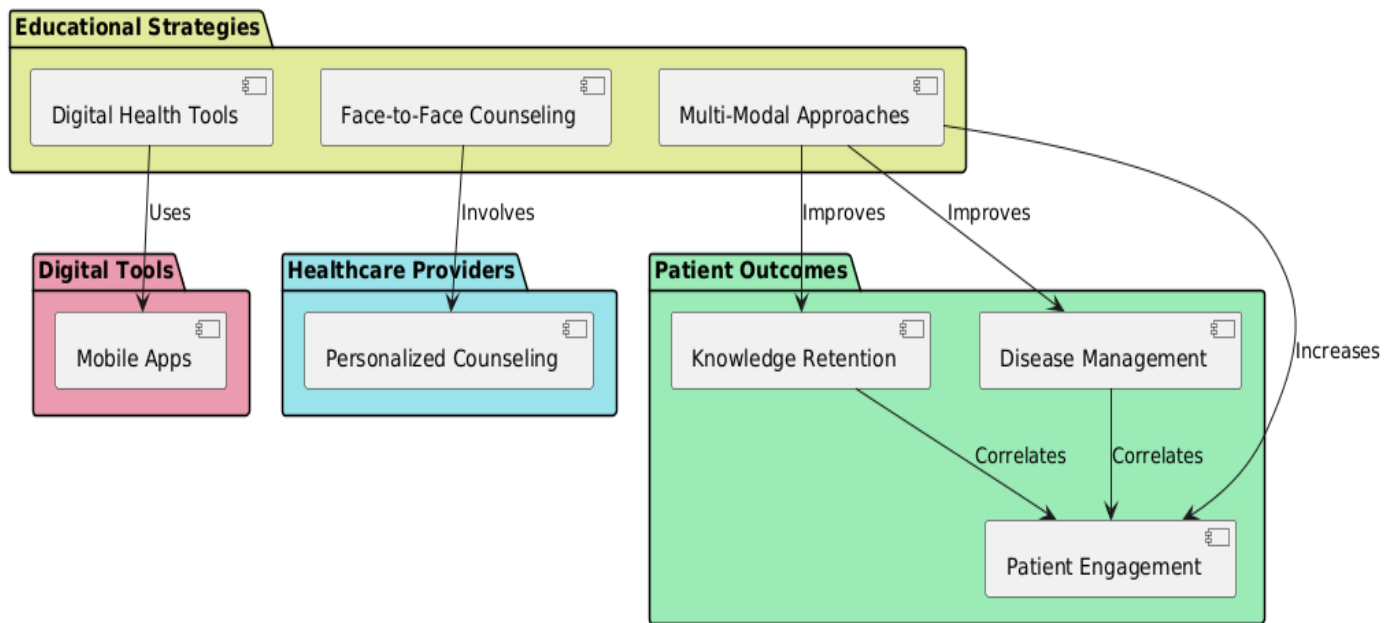 Educational Strategies
Digital Health Tools
Face-to-Face Counseling
Multi-Modal Approaches
Uses
Involves
Improves
Improves
Digital Tools
Healthcare Providers
Patient Outcomes
Mobile Apps
Personalized Counseling
Knowledge Retention
Disease Management
Increases
Correlates
Correlates
Patient Engagement